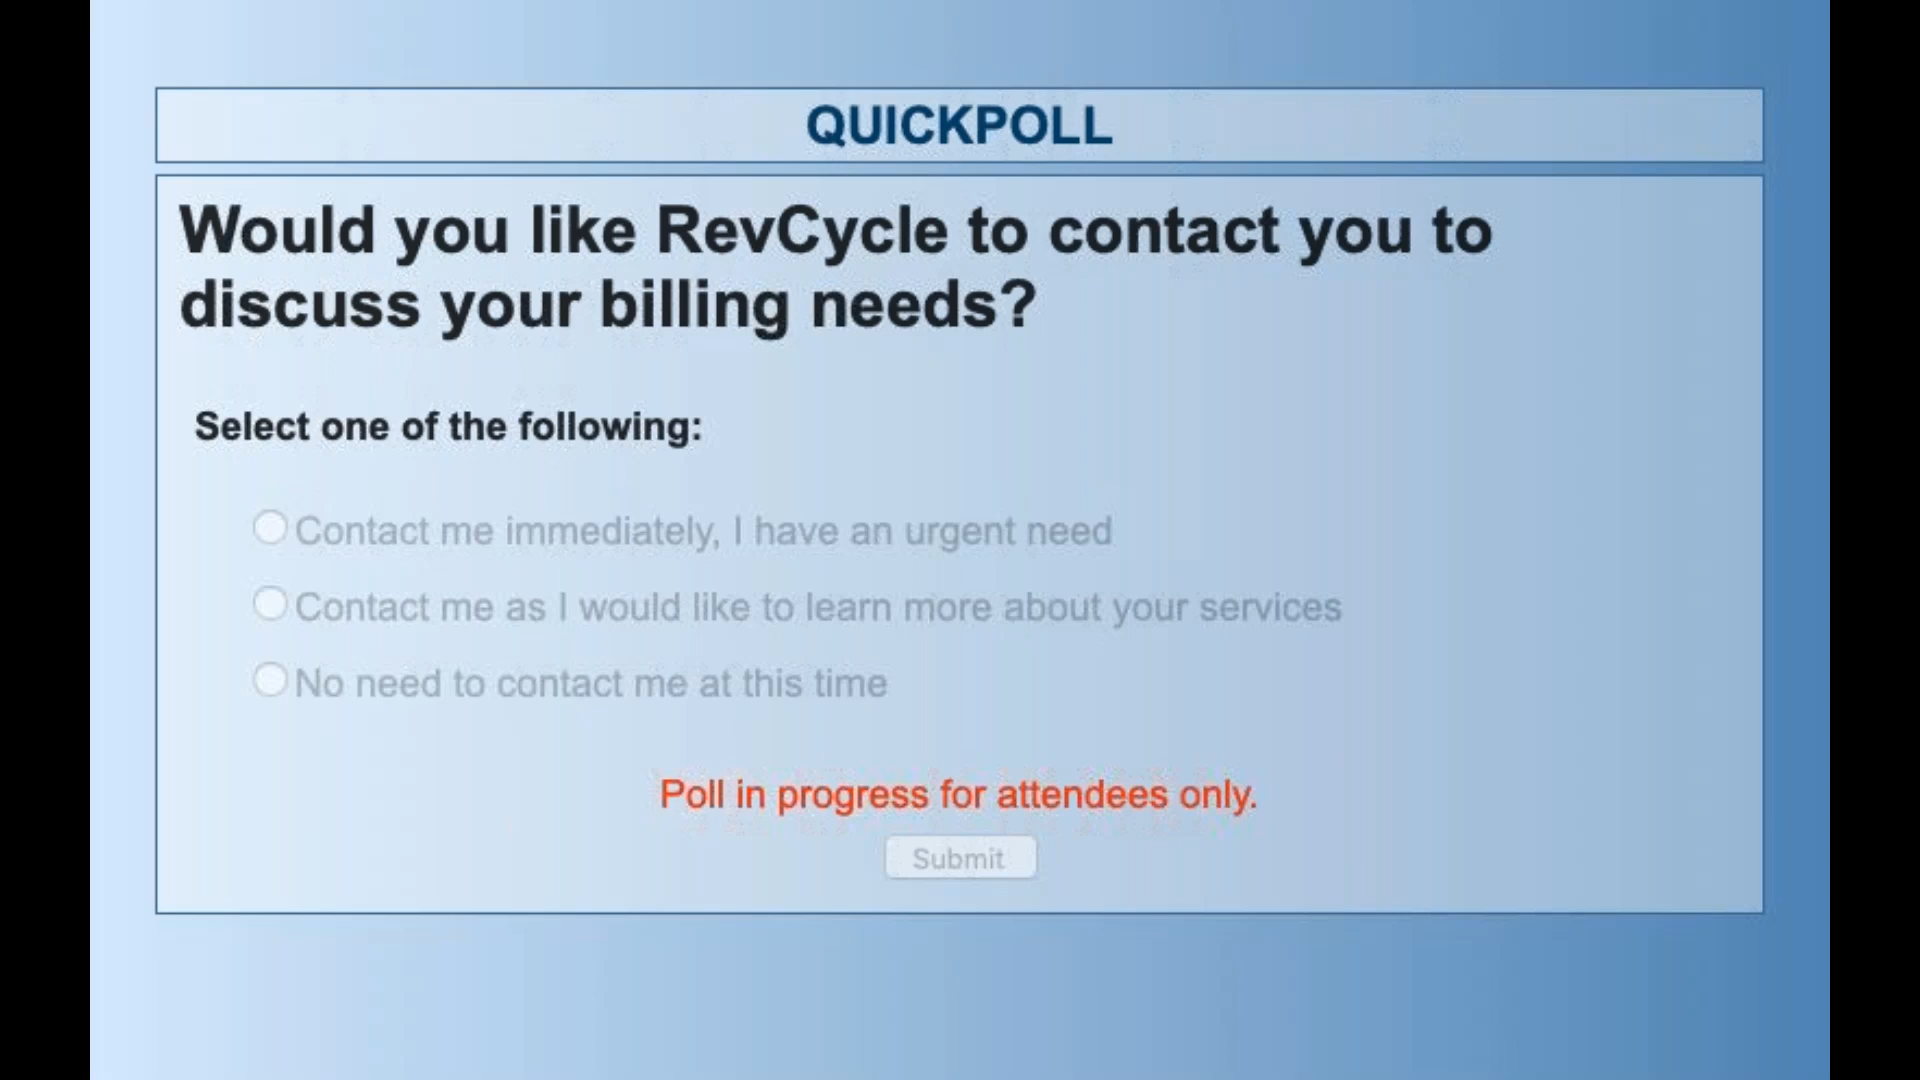 QUICKPOLL
Would you like RevCycle to contact you to
discuss your billing needs?
Select one of the following:
Contact me immediately, I have an urgent need
Contact me as I would like to learn more about your services
No need to contact me at this time
Poll in progress for attendees only.
Submit